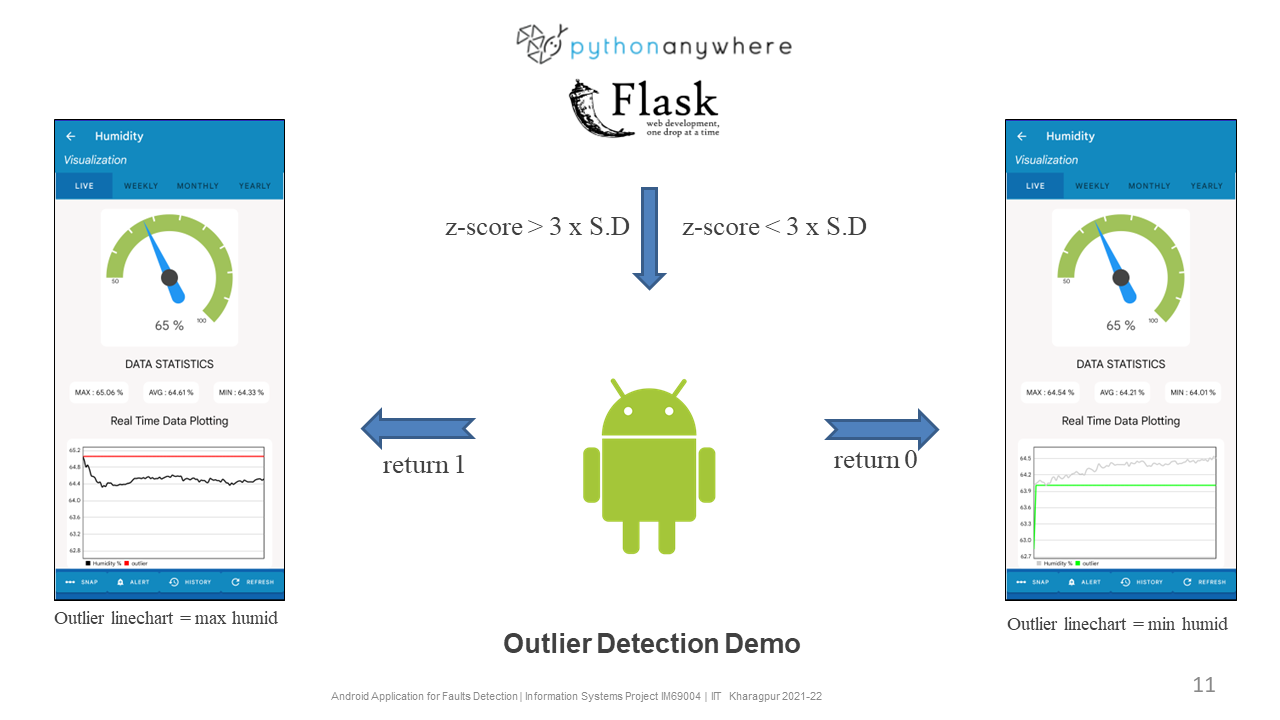 pythonanywhere
Flask
web development,
one drop at a time
Humidity
Visualization
LIVE WEEKLY MONTHLY YEARLY
50
100
65 %
DATA STATISTICS
MAX : 65.06 % AVG : 64.61 % MIN : 64.33 %
Real Time Data Plotting
65.2
64.8
64.4
64.0
63.6
63.2
62.8
Humidity % outlier
SNAP ALERT HISTORY REFRESH
Outlier linechart = max humid
z-score > 3 x S.D
z-score < 3 x S.D
return 1
return 0
Humidity
Visualization
LIVE WEEKLY MONTHLY YEARLY
50
100
65 %
DATA STATISTICS
MAX : 64.54 % AVG : 64.21 % MIN : 64.01 %
Real Time Data Plotting
64.5
64.2
63.9
63.6
63.3
63.0
62.7
Humidity % outlier
SNAP ALERT HISTORY REFRESH
Outlier linechart = min humid
Outlier Detection Demo
Android Application for Faults Detection | Information Systems Project IM69004 | IIT Kharagpur 2021-22
11